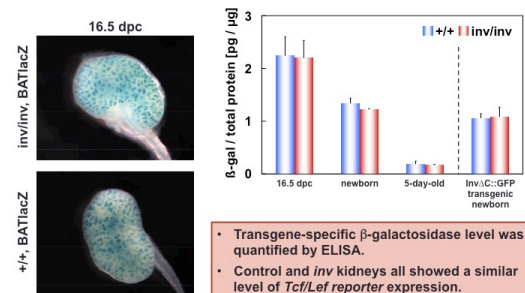 16.5 dpc
inv/inv, BATlacZ
+/+, BATlacZ
ß-gal / total protein [pg / µg]
3
2
1
0
+/+ inv/inv
16.5 dpc
newborn
5-day-old
InvΔC::GFP
transgenic
newborn
• Transgene-specific β-galactosidase level was
quantified by ELISA.
• Control and inv kidneys all showed a similar
level of Tcf/Lef reporter expression.